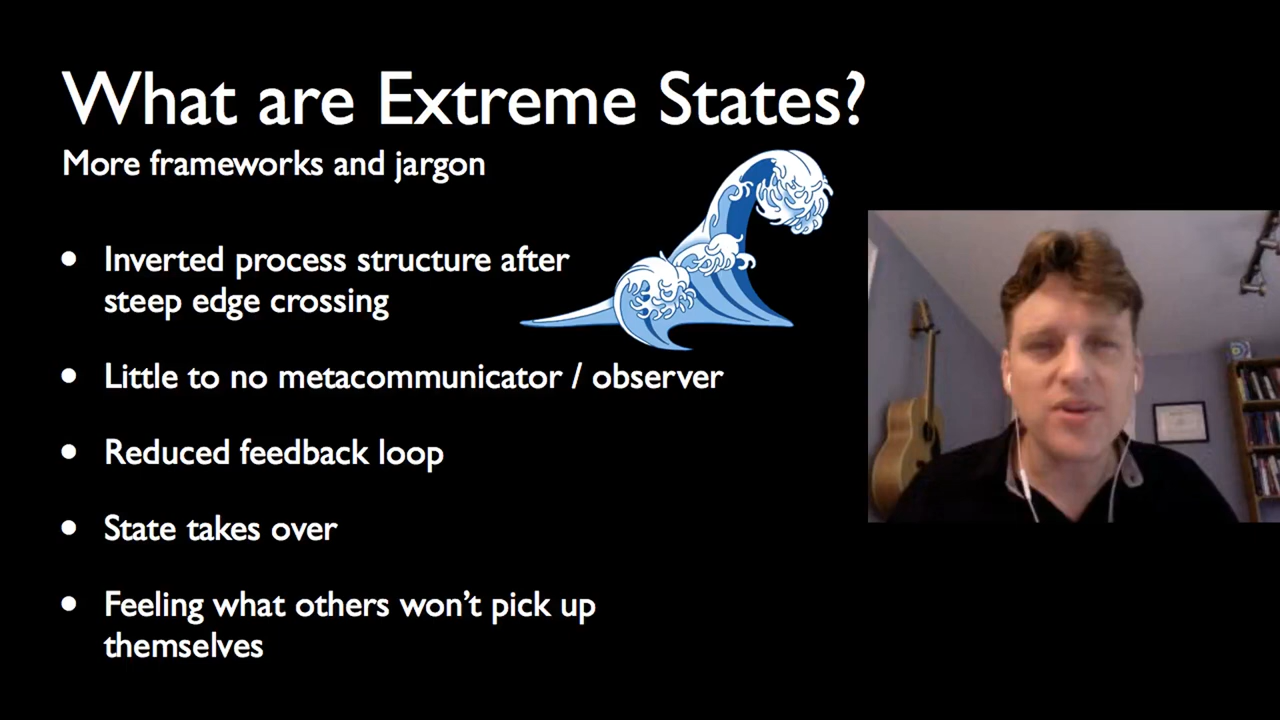 What are Extreme States?
More frameworks and jargon
• Inverted process structure after
steep edge crossing
• Little to no metacommunicator / observer
• Reduced feedback loop
• State takes over
• Feeling what others won’t pick up
themselves